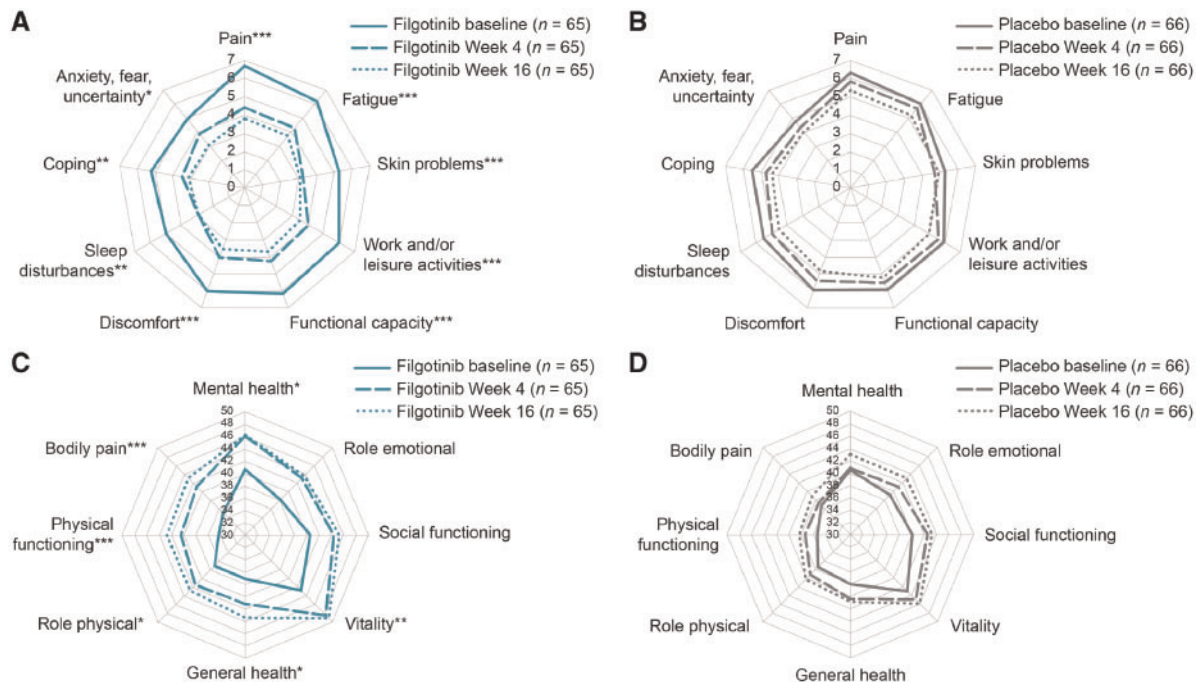 A
Filgotinib baseline (n = 65)
Filgotinib Week 4 (n = 65)
Filgotinib Week 16 (n = 65)
Pain***
Fatigue***
Skin problems***
Work and/or
leisure activities***
Functional capacity***
Discomfort***
Sleep
disturbances**
Coping**
Anxiety, fear,
uncertainty*
7
6
5
4
3
2
1
0
B
Placebo baseline (n = 66)
Placebo Week 4 (n = 66)
Placebo Week 16 (n = 66)
Pain
Fatigue
Skin problems
Work and/or
leisure activities
Functional capacity
Discomfort
Sleep
disturbances
Coping
Anxiety, fear,
uncertainty
7
6
5
4
3
2
1
0
C
Filgotinib baseline (n = 65)
Filgotinib Week 4 (n = 65)
Filgotinib Week 16 (n = 65)
Mental health*
Role emotional
Social functioning
Vitality**
General health*
Role physical*
Physical
functioning***
Bodily pain***
50
48
46
44
42
40
38
36
34
32
30
D
Placebo baseline (n = 66)
Placebo Week 4 (n = 66)
Placebo Week 16 (n = 66)
Mental health
Role emotional
Social functioning
Vitality
General health
Role physical
Physical
functioning
Bodily pain
50
48
46
44
42
40
38
36
34
32
30